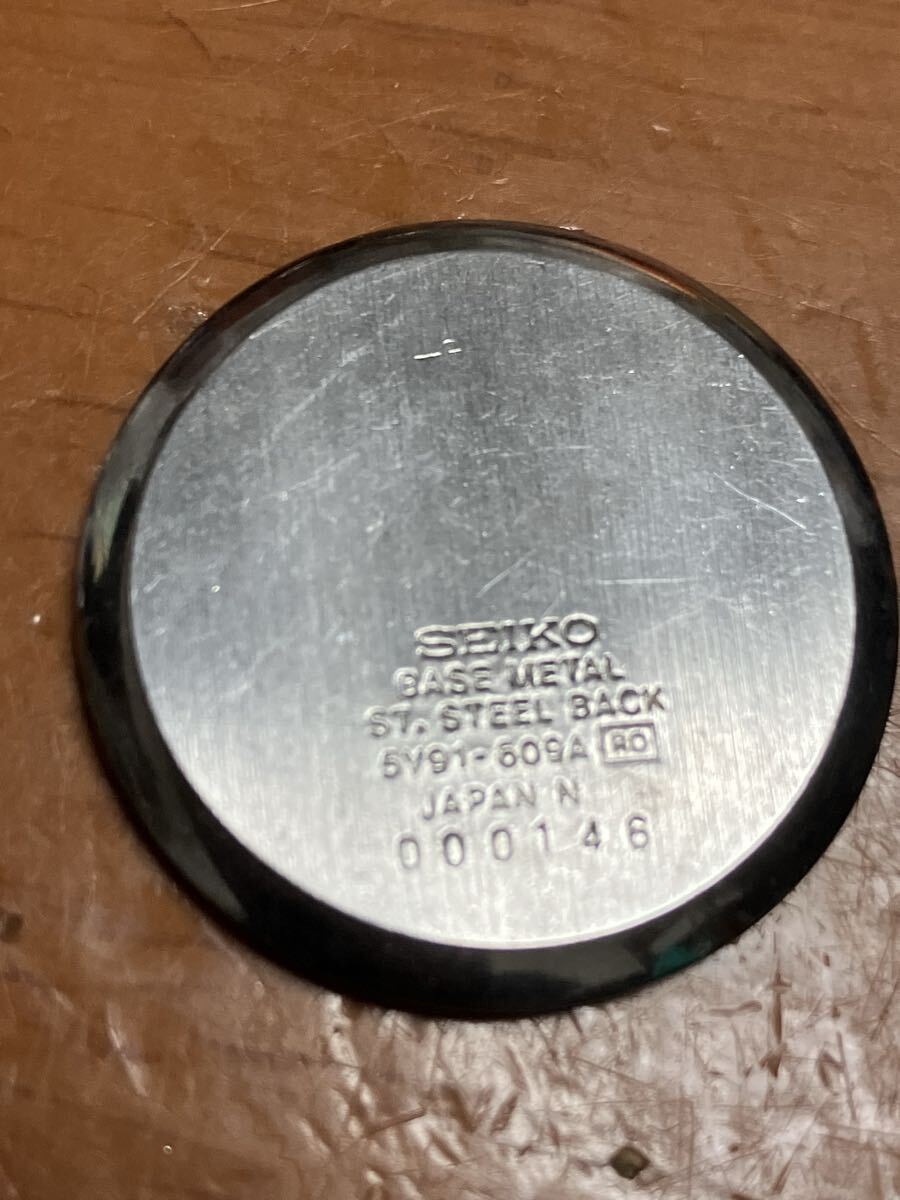 SEIKO
BASE METAL
ST. STEEL BACK
5Y91-609A RO
JAPAN N
000146